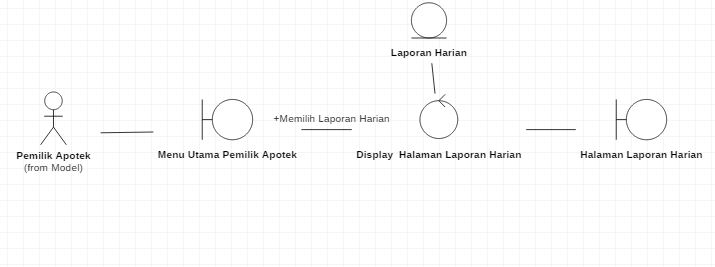 Laporan Harian
+Memilih Laporan Harian
Pemilik Apotek
(from Model)
Menu Utama Pemilik Apotek
Display Halaman Laporan Harian
Halaman Laporan Harian